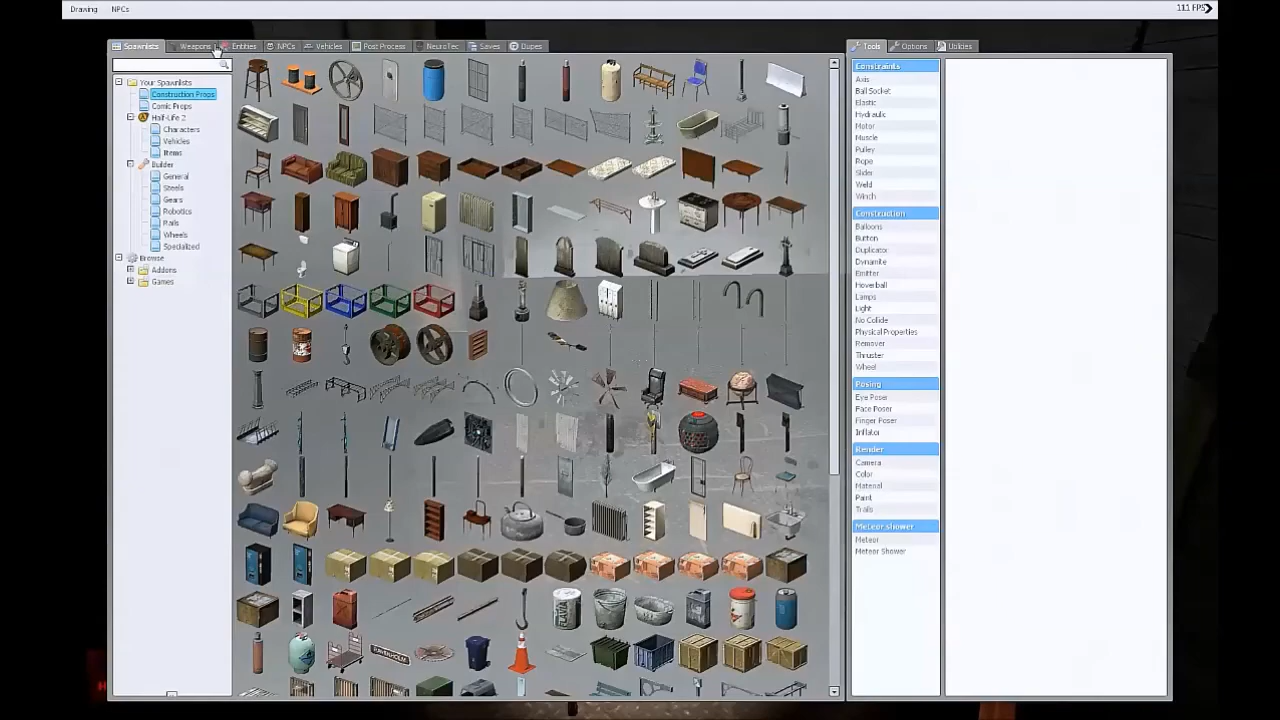 Drawing NPCs 111 FPS
Spawnlists Weapons Entities NPCs Vehicles Post Process NeuroTec Saves Dupes
Tools Options Utilities
Your Spawnlists
Construction Props
Comic Props
Half-Life 2
Characters
Vehicles
Items
Builder
General
Steels
Gears
Robotics
Rails
Wheels
Specialized
Browse
Addons
Games
RAVENHOLM
Constraints
Axis
Ball Socket
Elastic
Hydraulic
Motor
Muscle
Pulley
Rope
Slider
Weld
Winch
Construction
Balloons
Button
Duplicator
Dynamite
Emitter
Hoverball
Lamps
Light
No Collide
Physical Properties
Remover
Thruster
Wheel
Posing
Eye Poser
Face Poser
Finger Poser
Inflator
Render
Camera
Color
Material
Paint
Trails
Meteor shower
Meteor
Meteor Shower